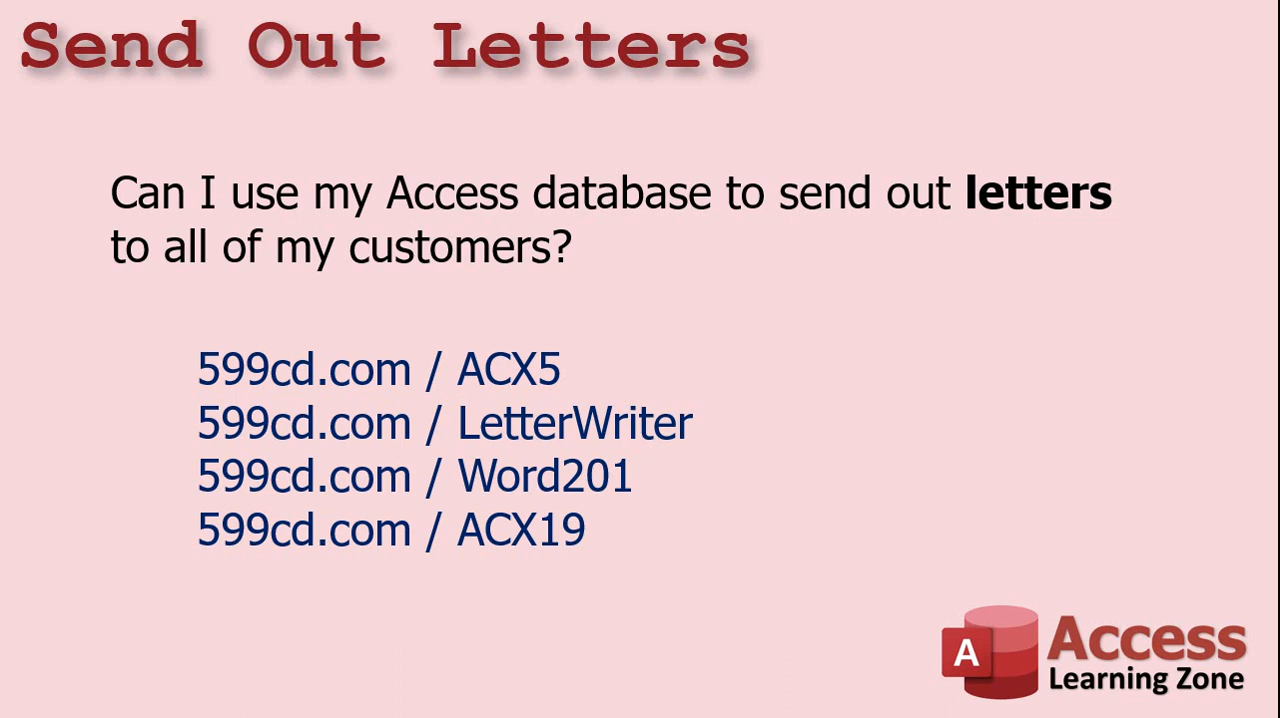 Send Out Letters
Can I use my Access database to send out letters
to all of my customers?
599cd.com / ACX5
599cd.com / LetterWriter
599cd.com / Word201
599cd.com / ACX19
A
Access
Learning Zone